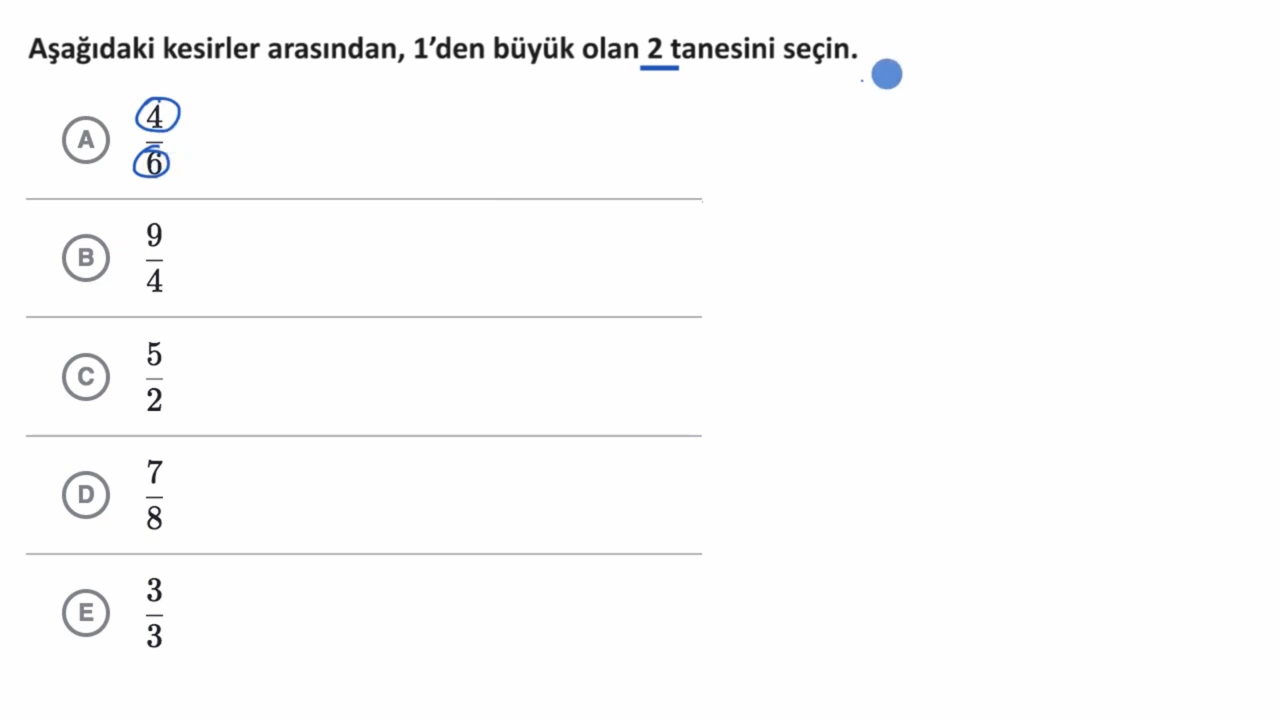 Aşağıdaki kesirler arasından, 1’den büyük olan 2 tanesini seçin.
A
4
6
B
9
4
C
5
2
D
7
8
E
3
3